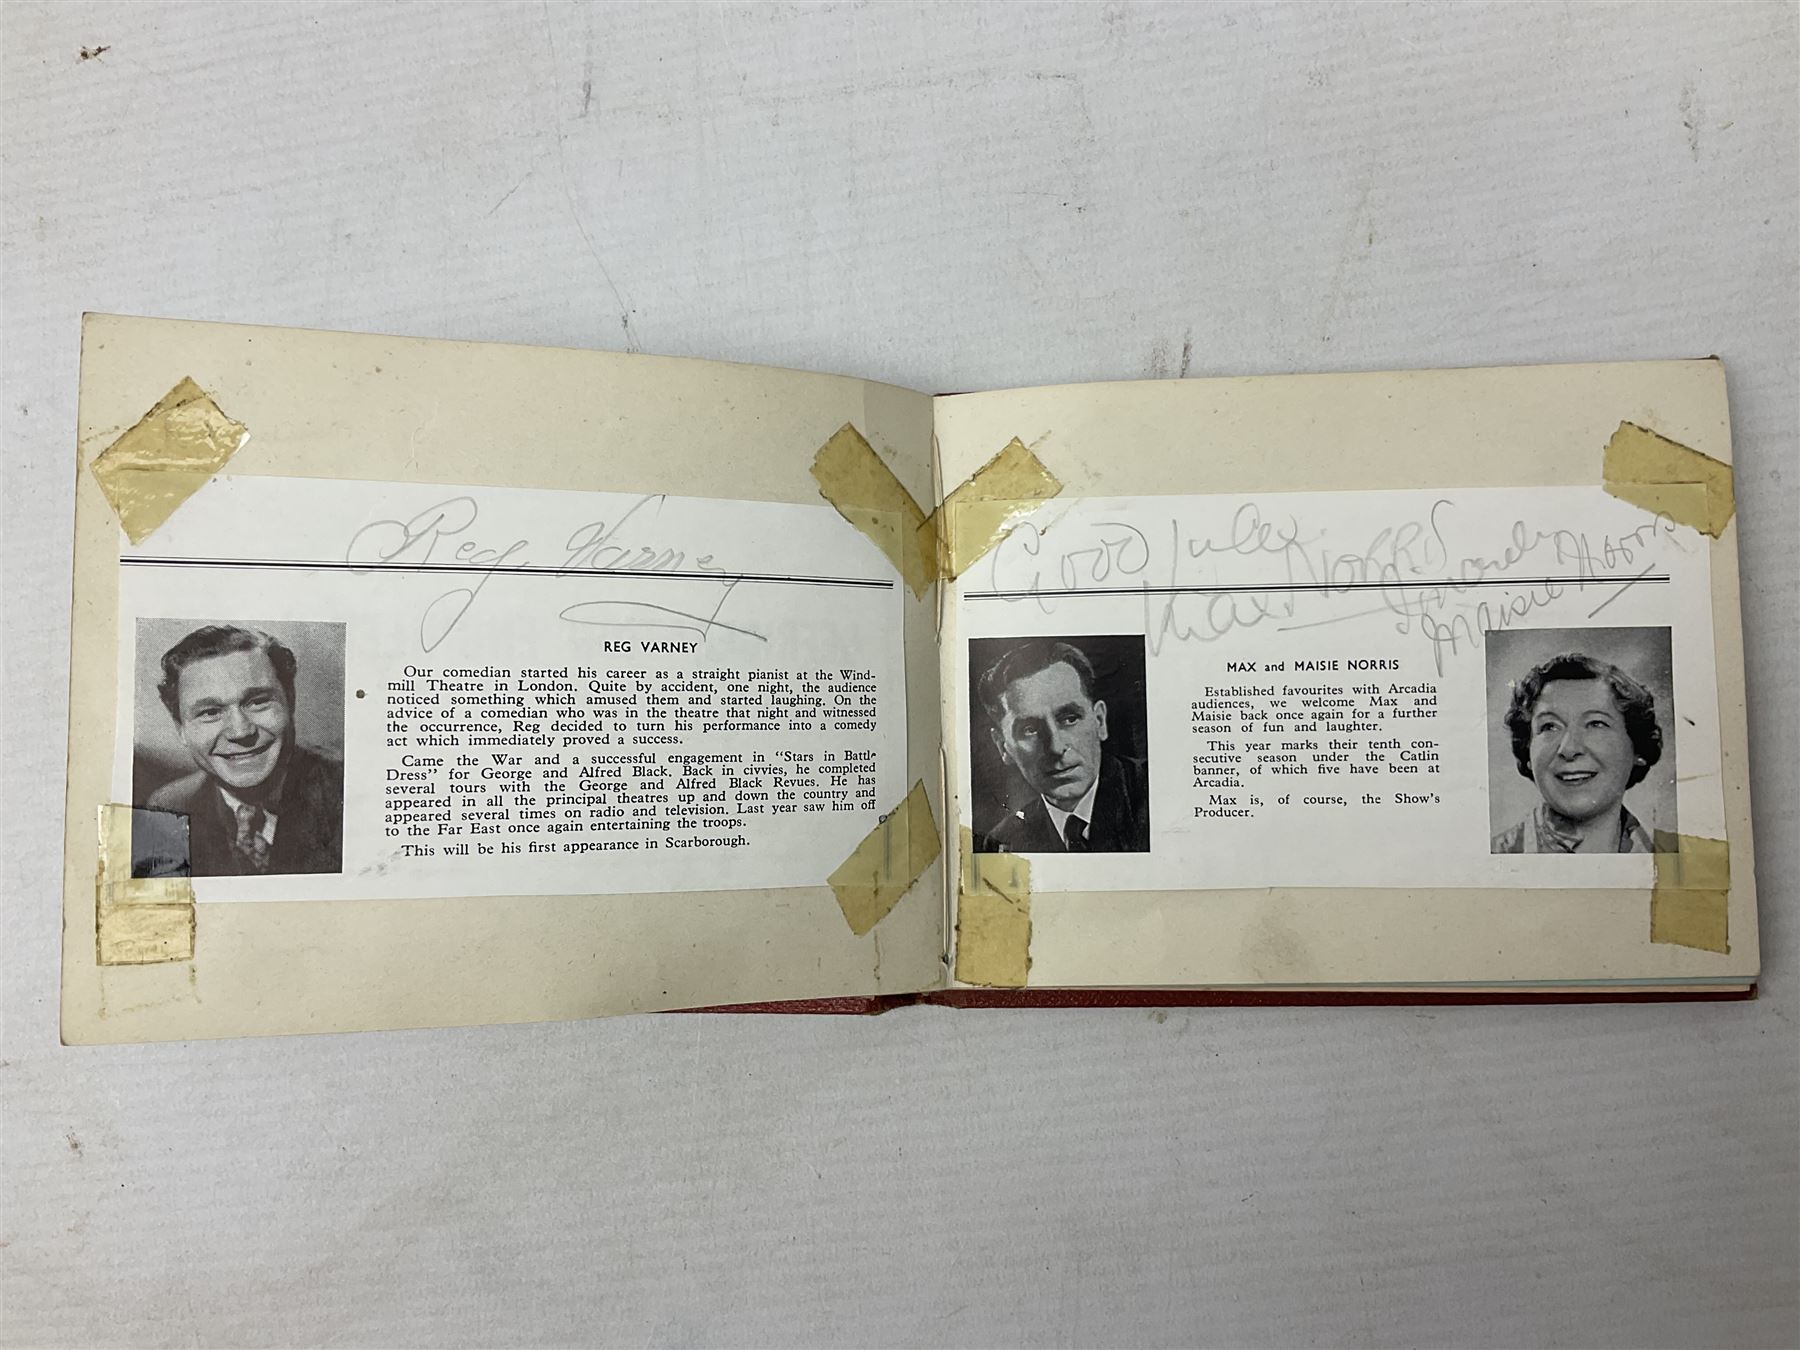 Reg Varney
REG VARNEY
Our comedian started his career as a straight pianist at the Wind-
mill Theatre in London. Quite by accident, one night, the audience
noticed something which amused them and started laughing. On the
advice of a comedian who was in the theatre that night and witnessed
the occurrence, Reg decided to turn his performance into a comedy
act which immediately proved a success.
Came the War and a successful engagement in "Stars in Battle
Dress" for George and Alfred Black. Back in civvies, he completed
several tours with the George and Alfred Black Revues. He has
appeared in all the principal theatres up and down the country and
appeared several times on radio and television. Last year saw him off
to the Far East once again entertaining the troops.
This will be his first appearance in Scarborough.
Good
Max Norris
Maisie Norris
MAX and MAISIE NORRIS
Established favourites with Arcadia
audiences, we welcome Max and
Maisie back once again for a further
season of fun and laughter.
This year marks their tenth con-
secutive season under the Catlin
banner, of which five have been at
Arcadia.
Max is, of course, the Show's
Producer.